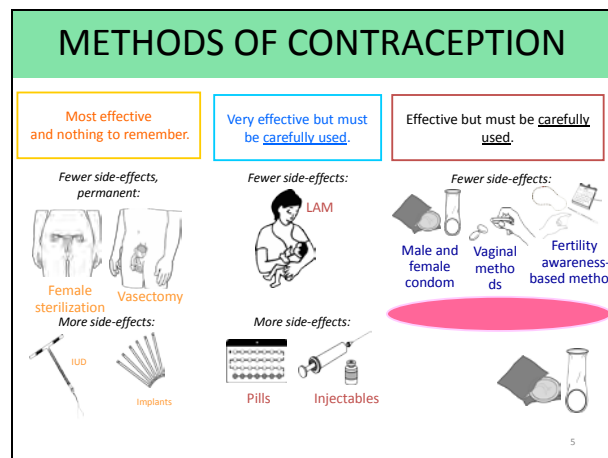 METHODS OF CONTRACEPTION
Most effective
and nothing to remember.
Fewer side-effects,
permanent:
Female
sterilization
Vasectomy
More side-effects:
IUD
Implants
Very effective but must
be carefully used.
Fewer side-effects:
LAM
More side-effects:
Pills
Injectables
Effective but must be carefully
used.
Fewer side-effects:
Male and
female
condom
Vaginal
metho
ds
Fertility
awareness-
based metho
5